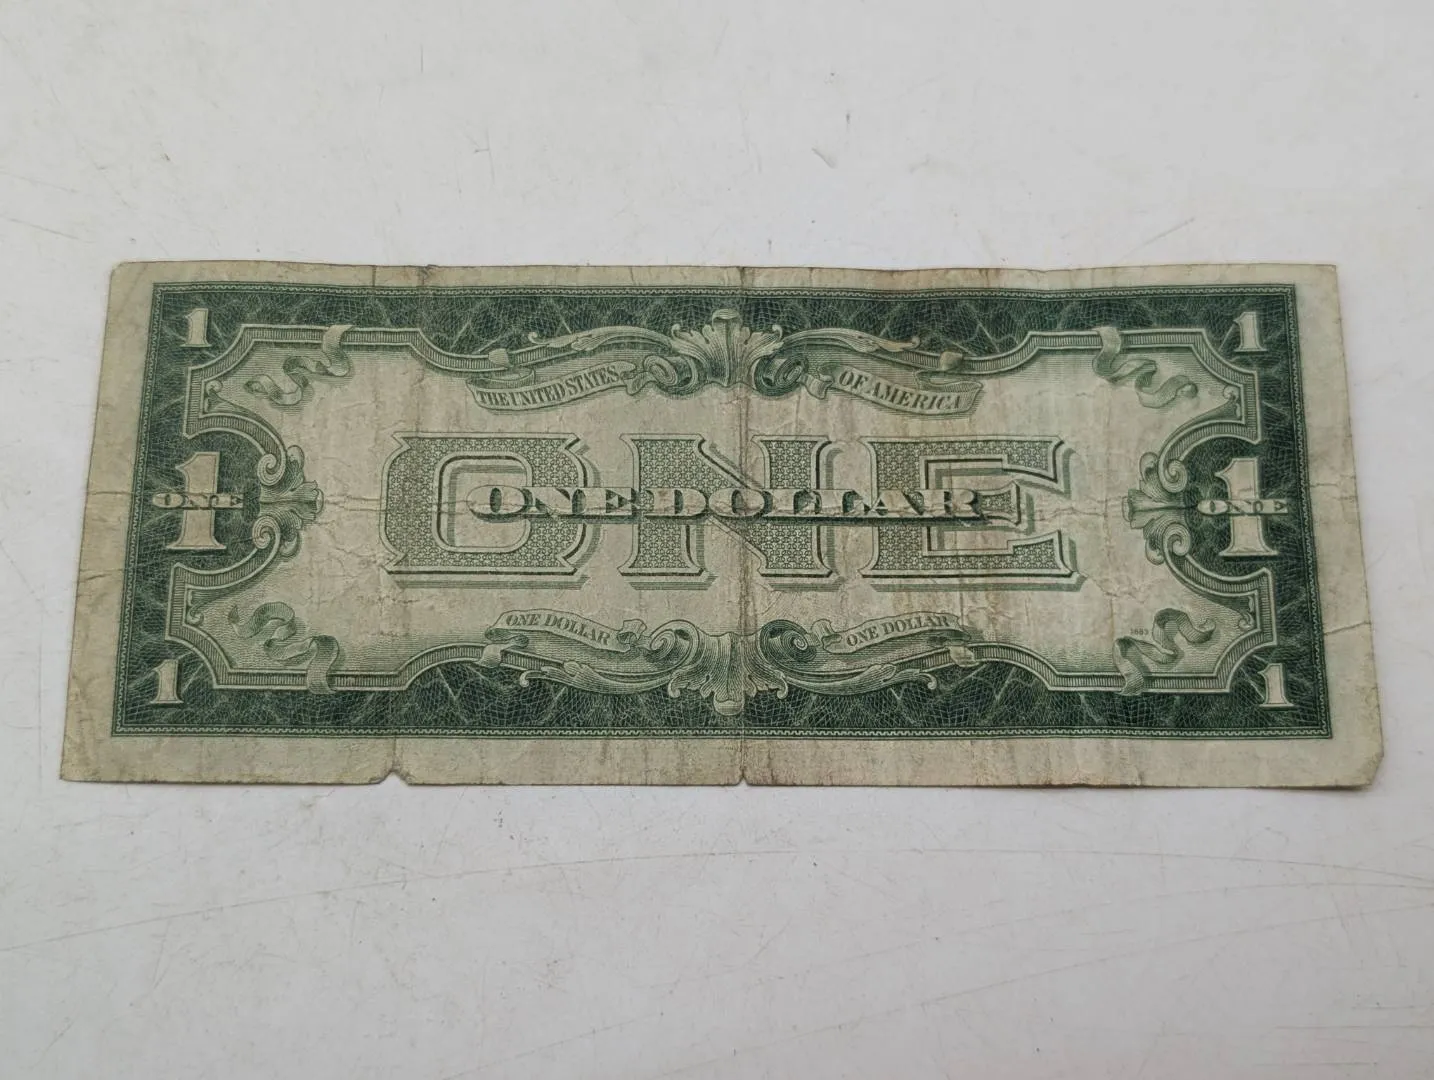 1 1
THE UNITED STATES OF AMERICA
ONE
1 ONE ONE DOLLAR 1 ONE
ONE DOLLAR ONE DOLLAR
1 1